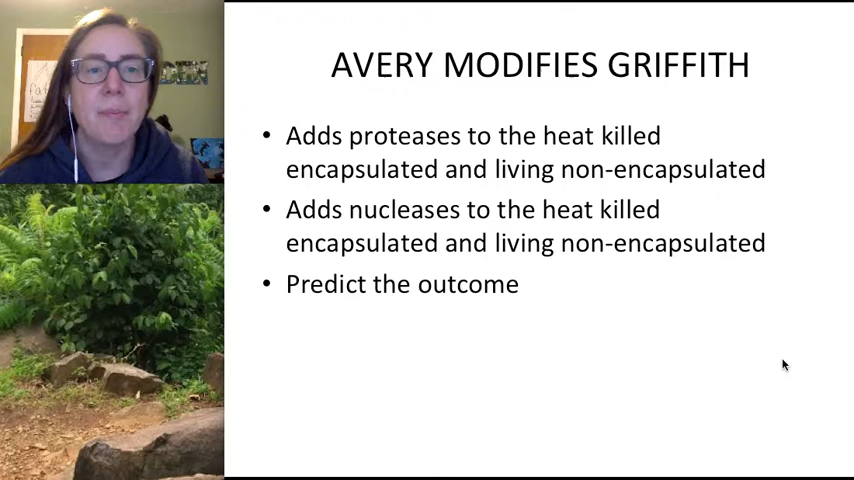 AVERY MODIFIES GRIFFITH
• Adds proteases to the heat killed
encapsulated and living non-encapsulated
• Adds nucleases to the heat killed
encapsulated and living non-encapsulated
• Predict the outcome